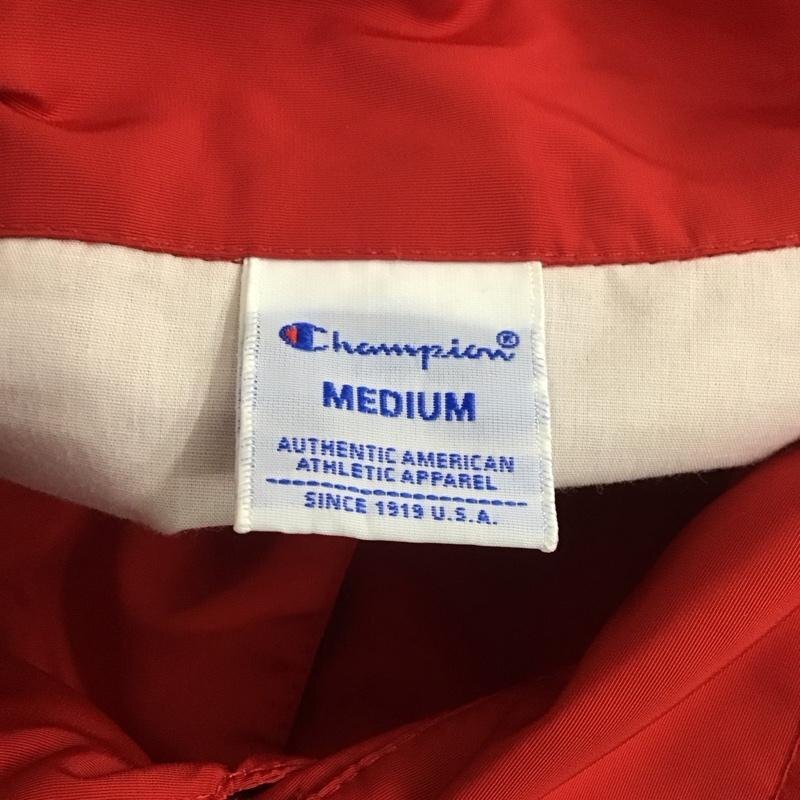 Champion®
MEDIUM
AUTHENTIC AMERICAN
ATHLETIC APPAREL
SINCE 1919 U.S.A.